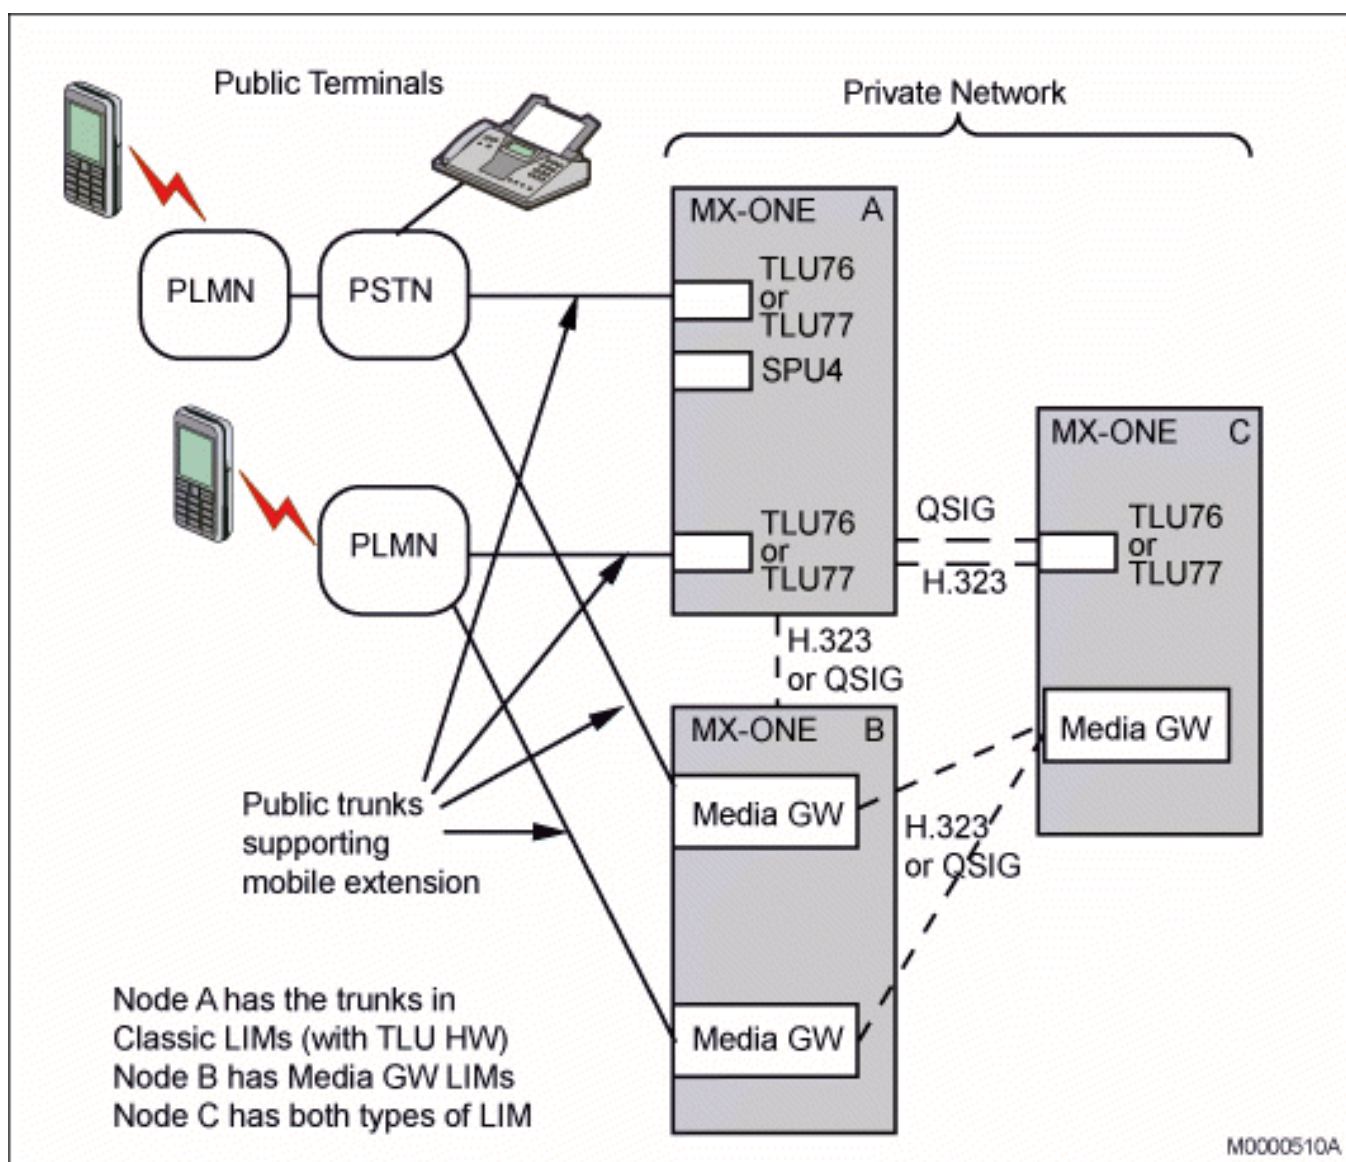 Public Terminals
Private Network
MX-ONE A
TLU76
or
TLU77
SPU4
PLMN
PSTN
MX-ONE C
PLMN
TLU76
or
TLU77
QSIG
H.323
TLU76
or
TLU77
H.323
or QSIG
MX-ONE B
Media GW
Media GW
H.323
or QSIG
Public trunks
supporting
mobile extension
Media GW
Node A has the trunks in
Classic LIMs (with TLU HW)
Node B has Media GW LIMs
Node C has both types of LIM
M0000510A